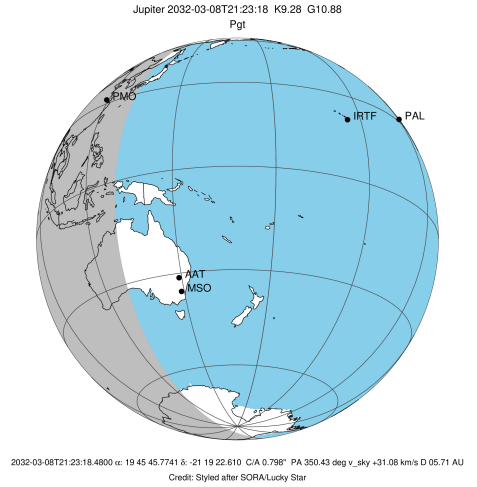 Jupiter 2032-03-08T21:23:18 K9.28 G10.88
Pgt
PMO
IRTF
PAL
AAT
MSO
2032-03-08T21:23:18.4800 α: 19 45 45.7741 δ: -21 19 22.610 C/A 0.798" PA 350.43 deg v_sky +31.08 km/s D 05.71 AU
Credit: Styled after SORA/Lucky Star